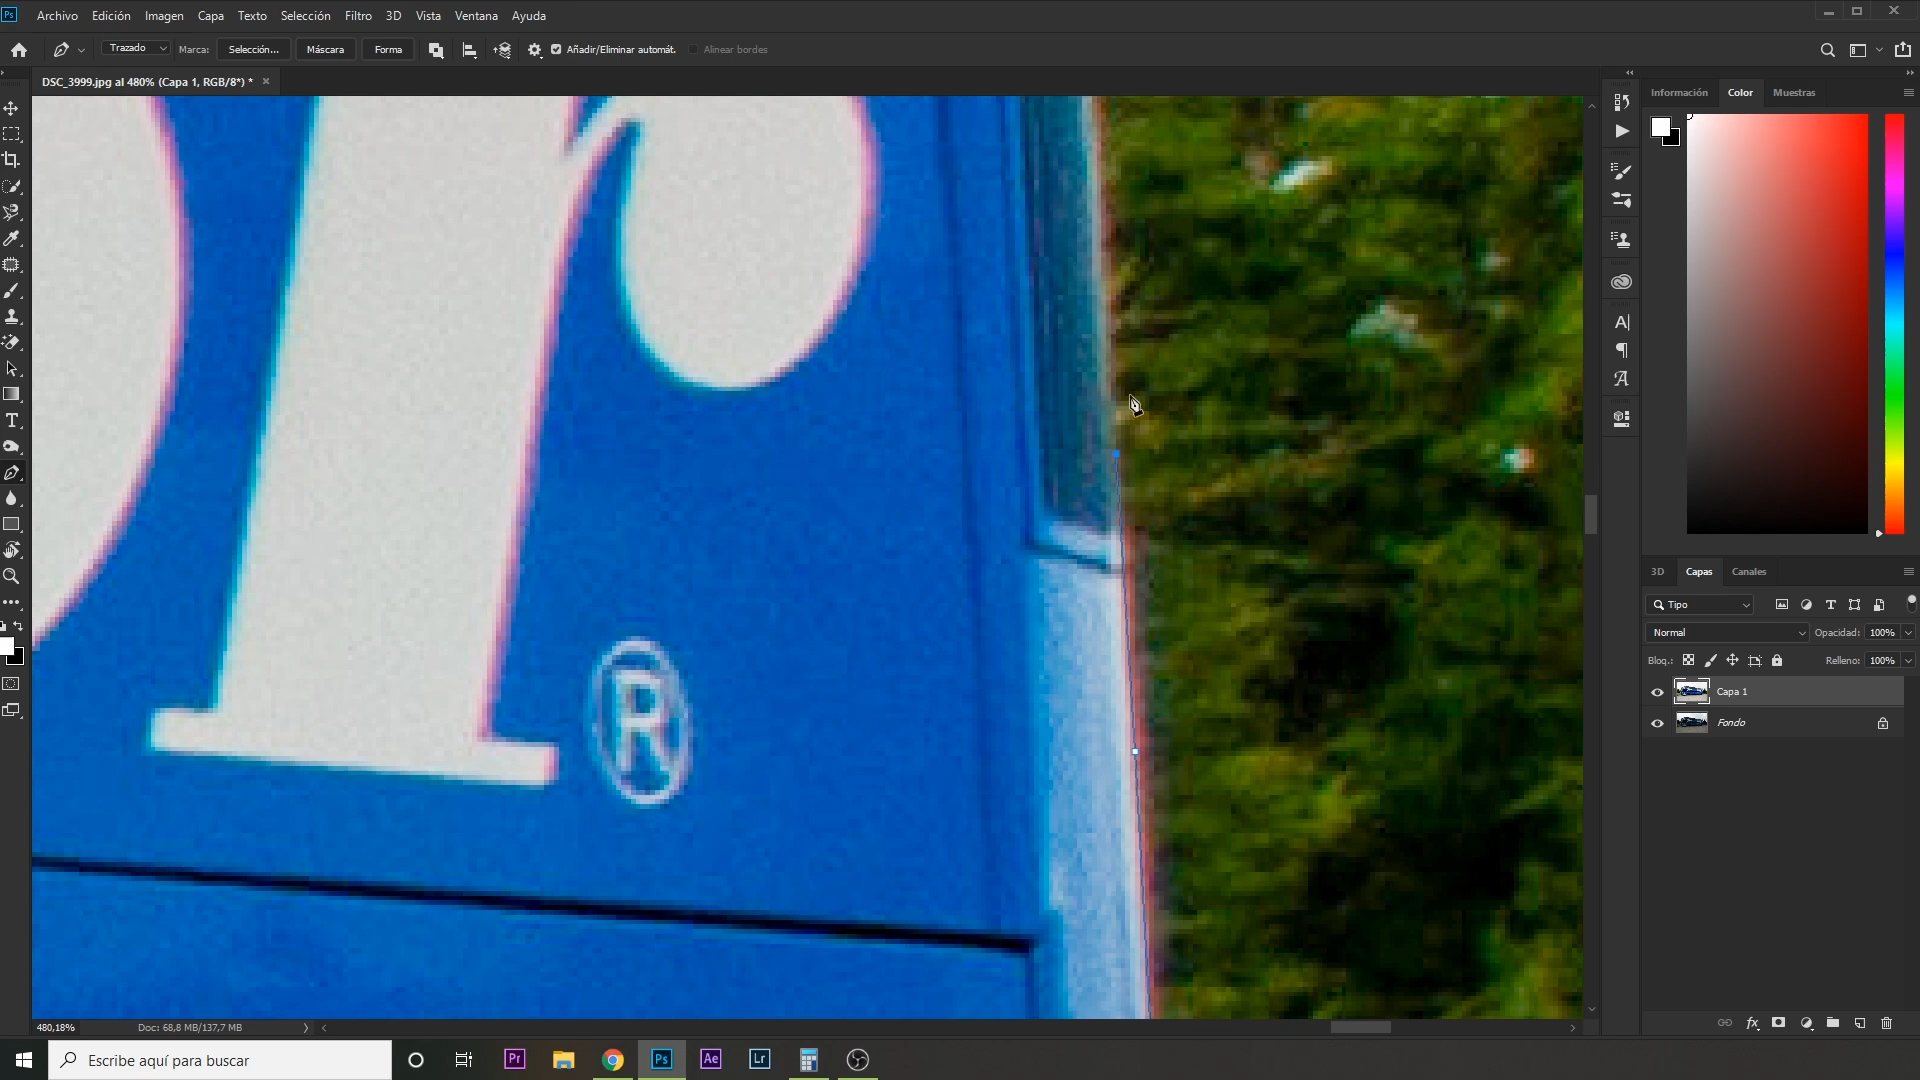 Ps
Archivo Edición Imagen Capa Texto Selección Filtro 3D Vista Ventana Ayuda
Trazado Marca: Selección... Máscara Forma Añadir/Eliminar automát. Alinear bordes
DSC_3999.jpg al 480% (Capa 1, RGB/8*) * ×
Información Color Muestras
r
®
3D Capas Canales
Tipo
Normal Opacidad: 100%
Bloq.: Relleno: 100%
Capa 1
Fondo
480,18% Doc: 68,8 MB/137,7 MB
Escribe aquí para buscar Pr Ps Ae Lr